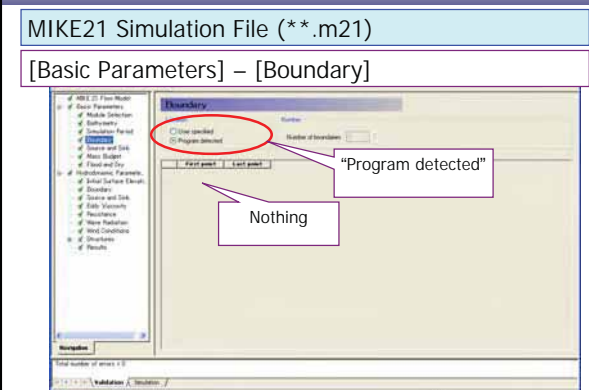 MIKE21 Simulation File (**.m21)
[Basic Parameters] – [Boundary]
MIKE 21 Flow Model
Basic Parameters
Module Selection
Bathymetry
Simulation Period
Boundary
Source and Sink
Mass Budget
Flood and Dry
Hydrodynamic Paramete..
Initial Surface Elevati..
Boundary
Source and Sink
Eddy Viscosity
Resistance
Wave Radiation
Wind Conditions
Structures
Results
Navigation
Boundary
User specified
Program detected
Number
Number of boundaries
First point Last point
“Program detected”
Nothing
Total number of errors = 0
Validation Simulation